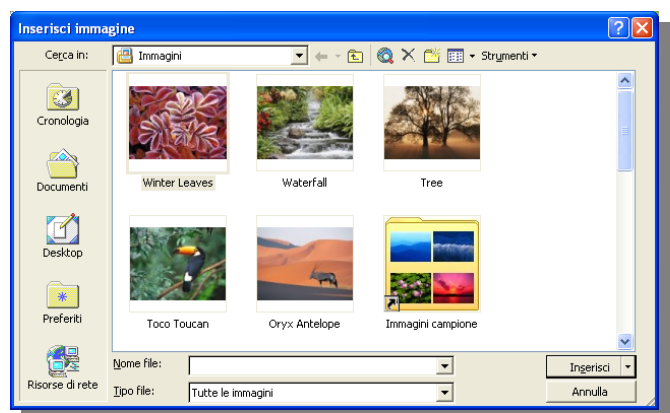 Inserisci immagine
Cerca in:
Immagini
Strumenti
Cronologia
Documenti
Desktop
Preferiti
Risorse di rete
Winter Leaves
Waterfall
Tree
Toco Toucan
Oryx Antelope
Immagini campione
Nome file:
Inserisci
Tipo file:
Tutte le immagini
Annulla